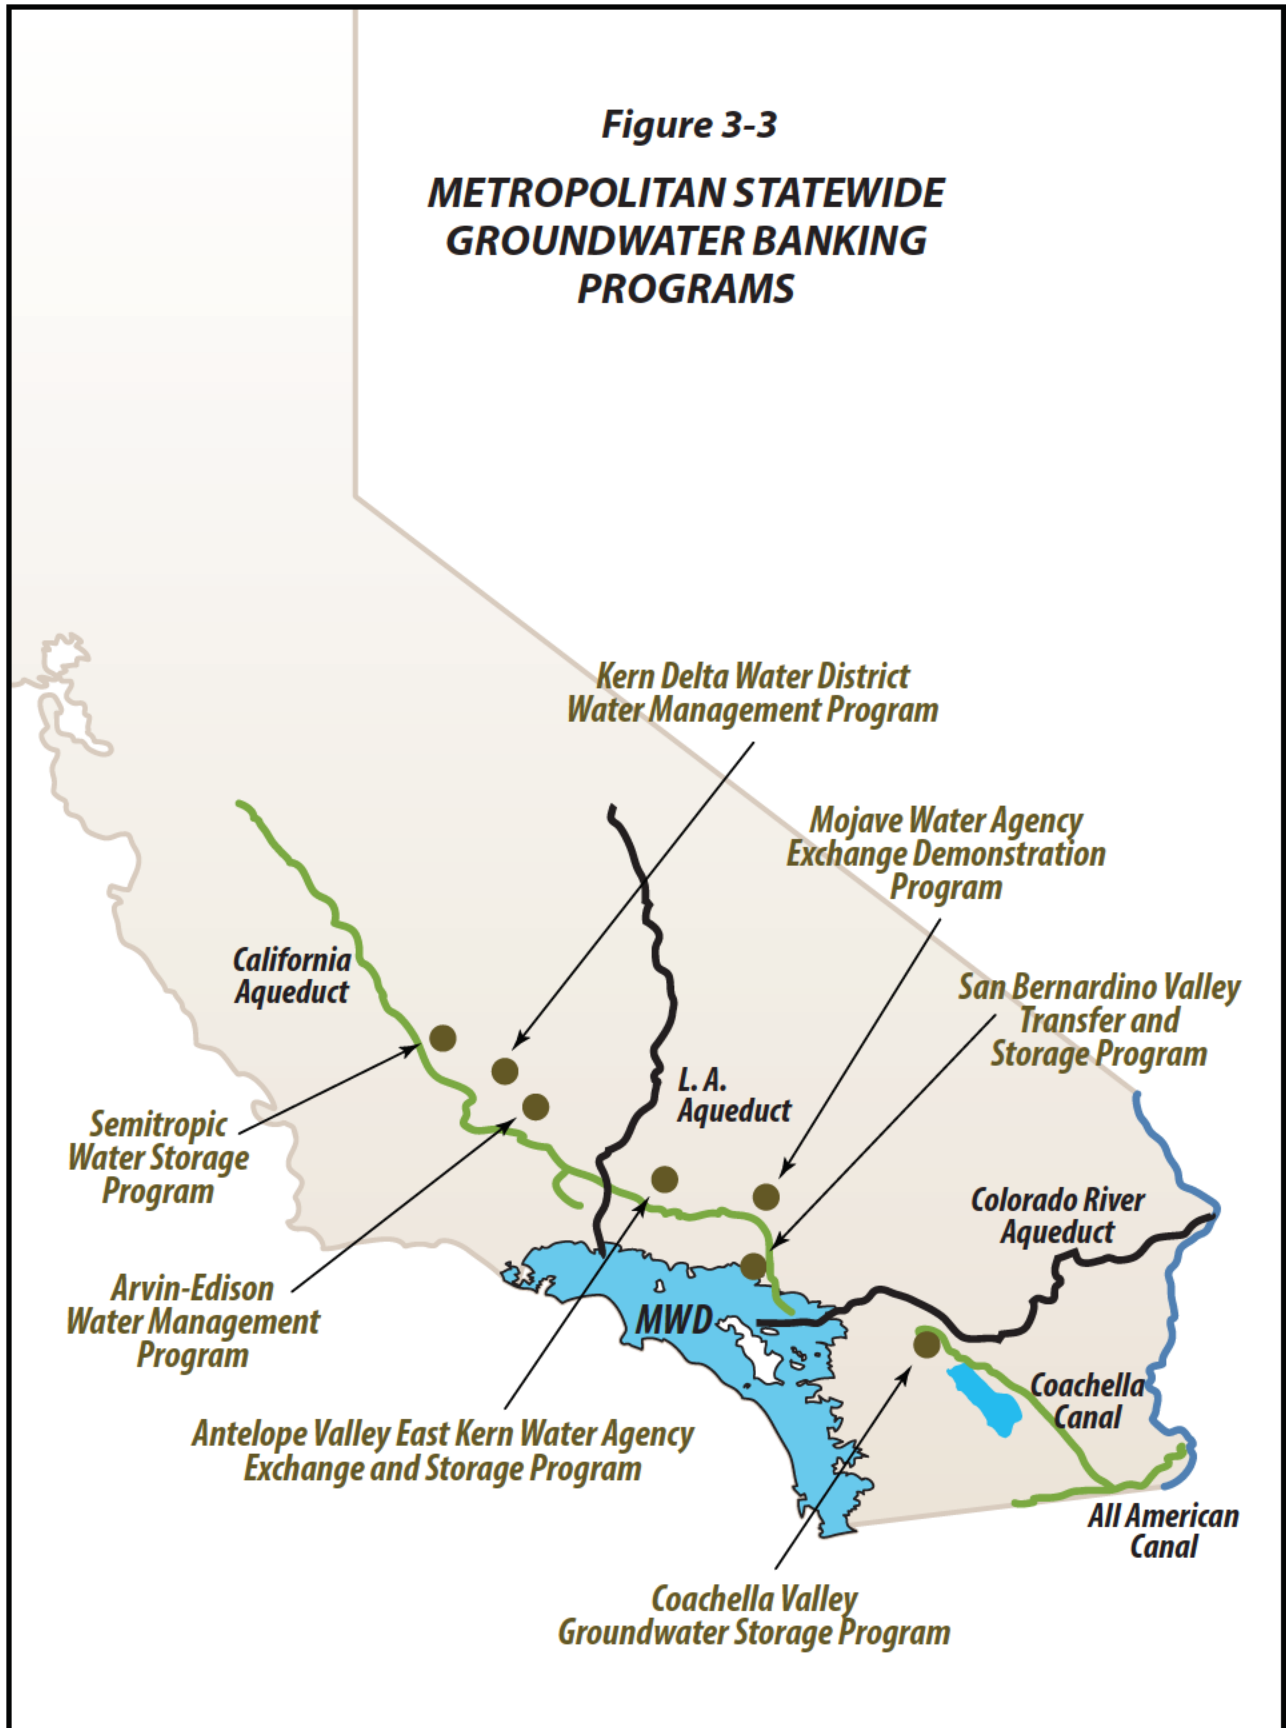 Figure 3-3
METROPOLITAN STATEWIDE
GROUNDWATER BANKING
PROGRAMS
Kern Delta Water District
Water Management Program
Mojave Water Agency
Exchange Demonstration
Program
California
Aqueduct
San Bernardino Valley
Transfer and
Storage Program
L. A.
Aqueduct
Semitropic
Water Storage
Program
Colorado River
Aqueduct
Arvin-Edison
Water Management
Program
MWD
Coachella
Canal
Antelope Valley East Kern Water Agency
Exchange and Storage Program
All American
Canal
Coachella Valley
Groundwater Storage Program